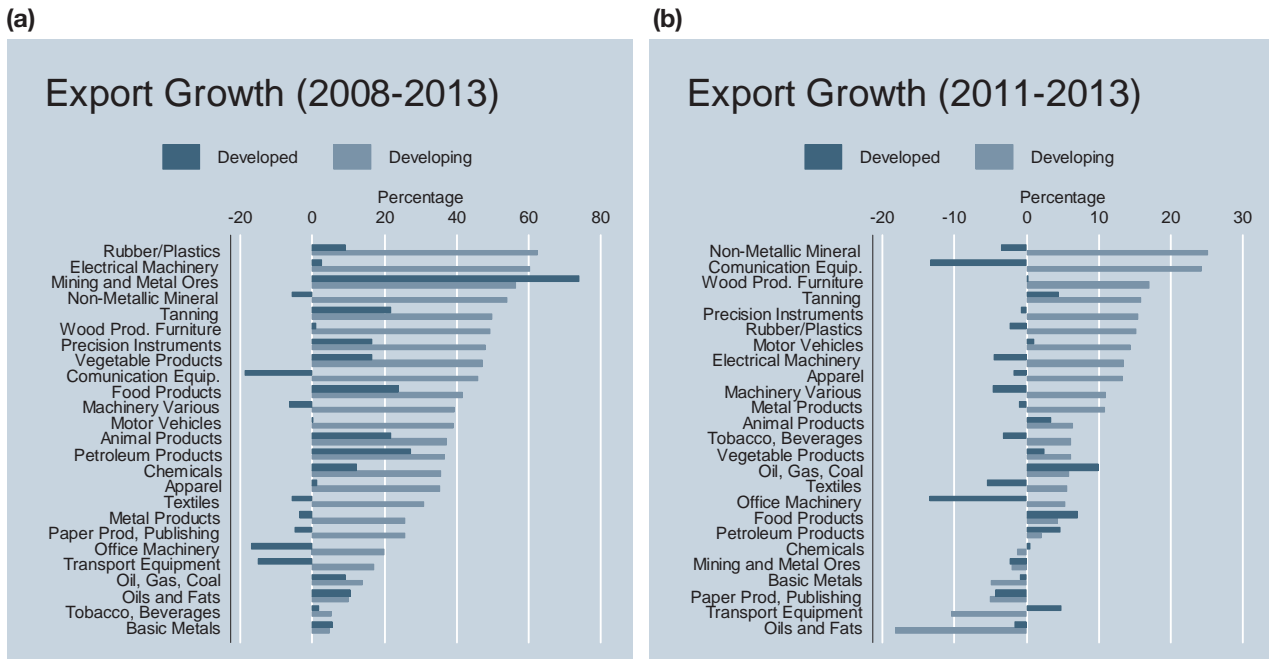 (a)
Export Growth (2008-2013)
Developed Developing
Percentage
-20 0 20 40 60 80
Rubber/Plastics
Electrical Machinery
Mining and Metal Ores
Non-Metallic Mineral
Tanning
Wood Prod. Furniture
Precision Instruments
Vegetable Products
Comunication Equip.
Food Products
Machinery Various
Motor Vehicles
Animal Products
Petroleum Products
Chemicals
Apparel
Textiles
Metal Products
Paper Prod, Publishing
Office Machinery
Transport Equipment
Oil, Gas, Coal
Oils and Fats
Tobacco, Beverages
Basic Metals
(b)
Export Growth (2011-2013)
Developed Developing
Percentage
-20 -10 0 10 20 30
Non-Metallic Mineral
Comunication Equip.
Wood Prod. Furniture
Tanning
Precision Instruments
Rubber/Plastics
Motor Vehicles
Electrical Machinery
Apparel
Machinery Various
Metal Products
Animal Products
Tobacco, Beverages
Vegetable Products
Oil, Gas, Coal
Textiles
Office Machinery
Food Products
Petroleum Products
Chemicals
Mining and Metal Ores
Basic Metals
Paper Prod, Publishing
Transport Equipment
Oils and Fats